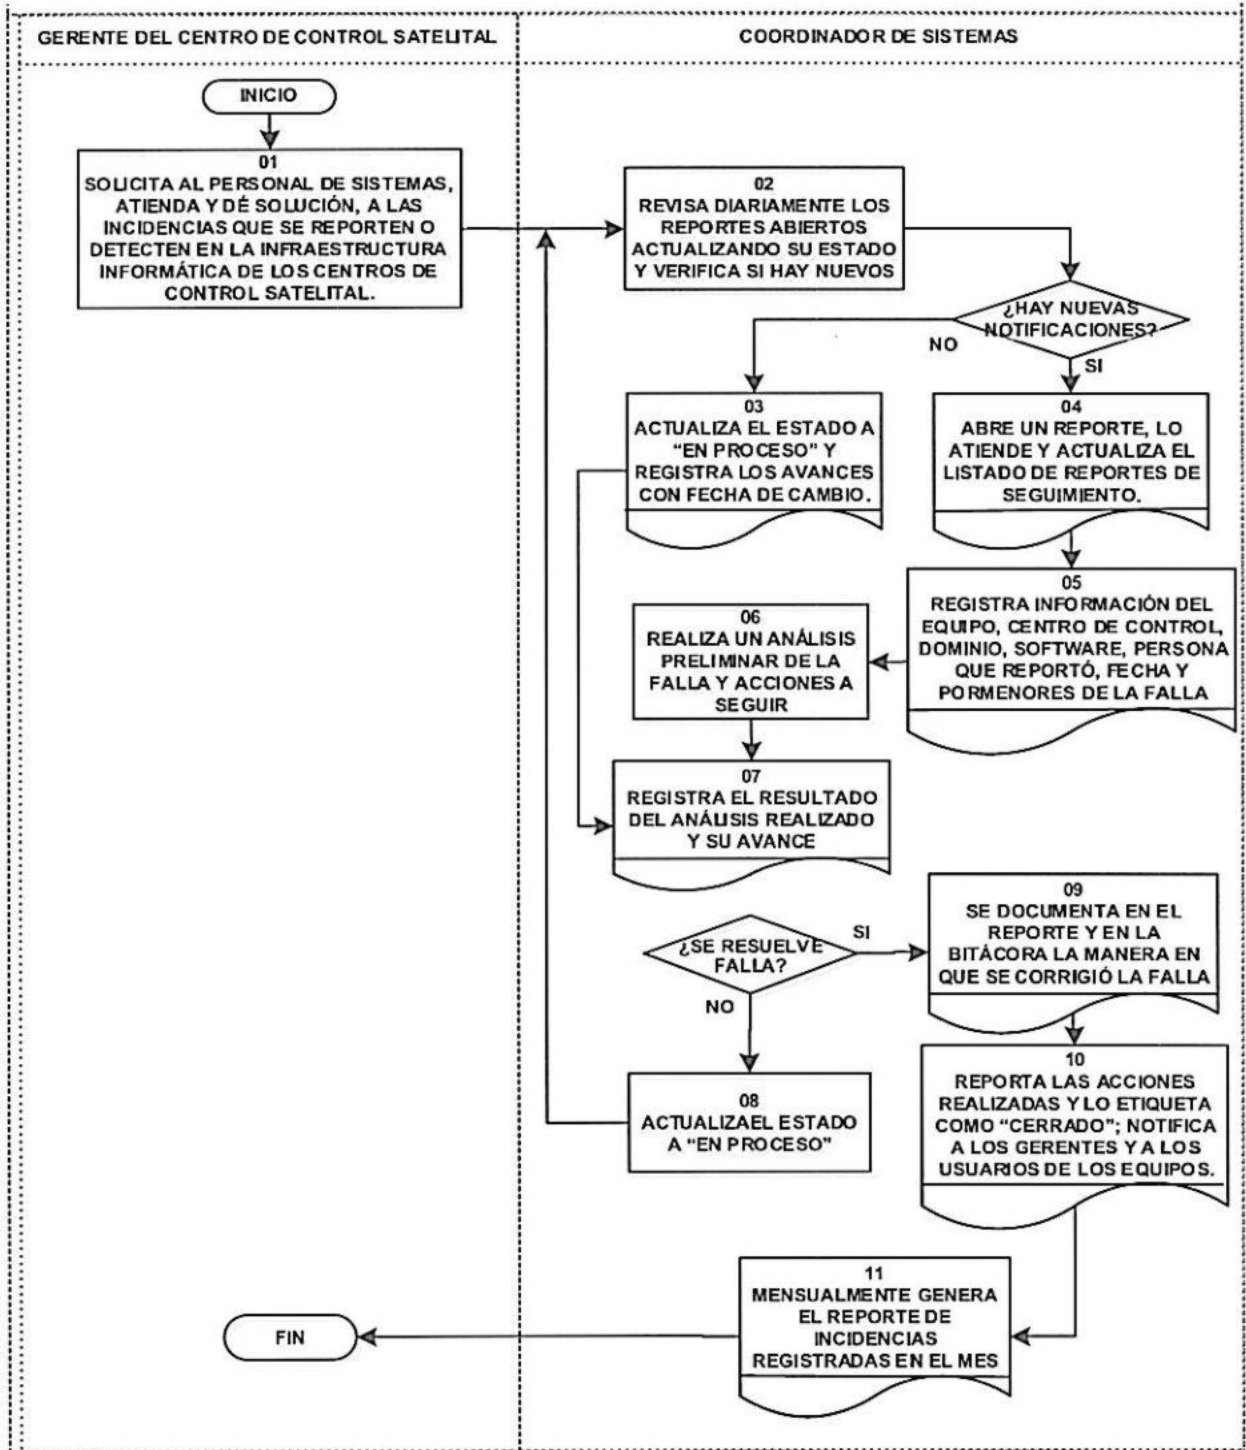 GERENTE DEL CENTRO DE CONTROL SATELITAL
COORDINADOR DE SISTEMAS
INICIO
01
SOLICITA AL PERSONAL DE SISTEMAS,
ATIENDA Y DÉ SOLUCIÓN, A LAS
INCIDENCIAS QUE SE REPORTEN O
DETECTEN EN LA INFRAESTRUCTURA
INFORMÁTICA DE LOS CENTROS DE
CONTROL SATELITAL.
02
REVISA DIARIAMENTE LOS
REPORTES ABIERTOS
ACTUALIZANDO SU ESTADO
Y VERIFICA SI HAY NUEVOS
¿HAY NUEVAS
NOTIFICACIONES?
NO
SI
03
ACTUALIZA EL ESTADO A
“EN PROCESO” Y
REGISTRA LOS AVANCES
CON FECHA DE CAMBIO.
04
ABRE UN REPORTE, LO
ATIENDE Y ACTUALIZA EL
LISTADO DE REPORTES DE
SEGUIMIENTO.
05
REGISTRA INFORMACIÓN DEL
EQUIPO, CENTRO DE CONTROL,
DOMINIO, SOFTWARE, PERSONA
QUE REPORTÓ, FECHA Y
PORMENORES DE LA FALLA
06
REALIZA UN ANÁLISIS
PRELIMINAR DE LA
FALLA Y ACCIONES A
SEGUIR
07
REGISTRA EL RESULTADO
DEL ANÁLISIS REALIZADO
Y SU AVANCE
¿SE RESUELVE
FALLA?
SI
NO
09
SE DOCUMENTA EN EL
REPORTE Y EN LA
BITÁCORA LA MANERA EN
QUE SE CORRIGIÓ LA FALLA
08
ACTUALIZAEL ESTADO
A “EN PROCESO”
10
REPORTA LAS ACCIONES
REALIZADAS Y LO ETIQUETA
COMO “CERRADO”; NOTIFICA
A LOS GERENTES Y A LOS
USUARIOS DE LOS EQUIPOS.
11
MENSUALMENTE GENERA
EL REPORTE DE
INCIDENCIAS
REGISTRADAS EN EL MES
FIN